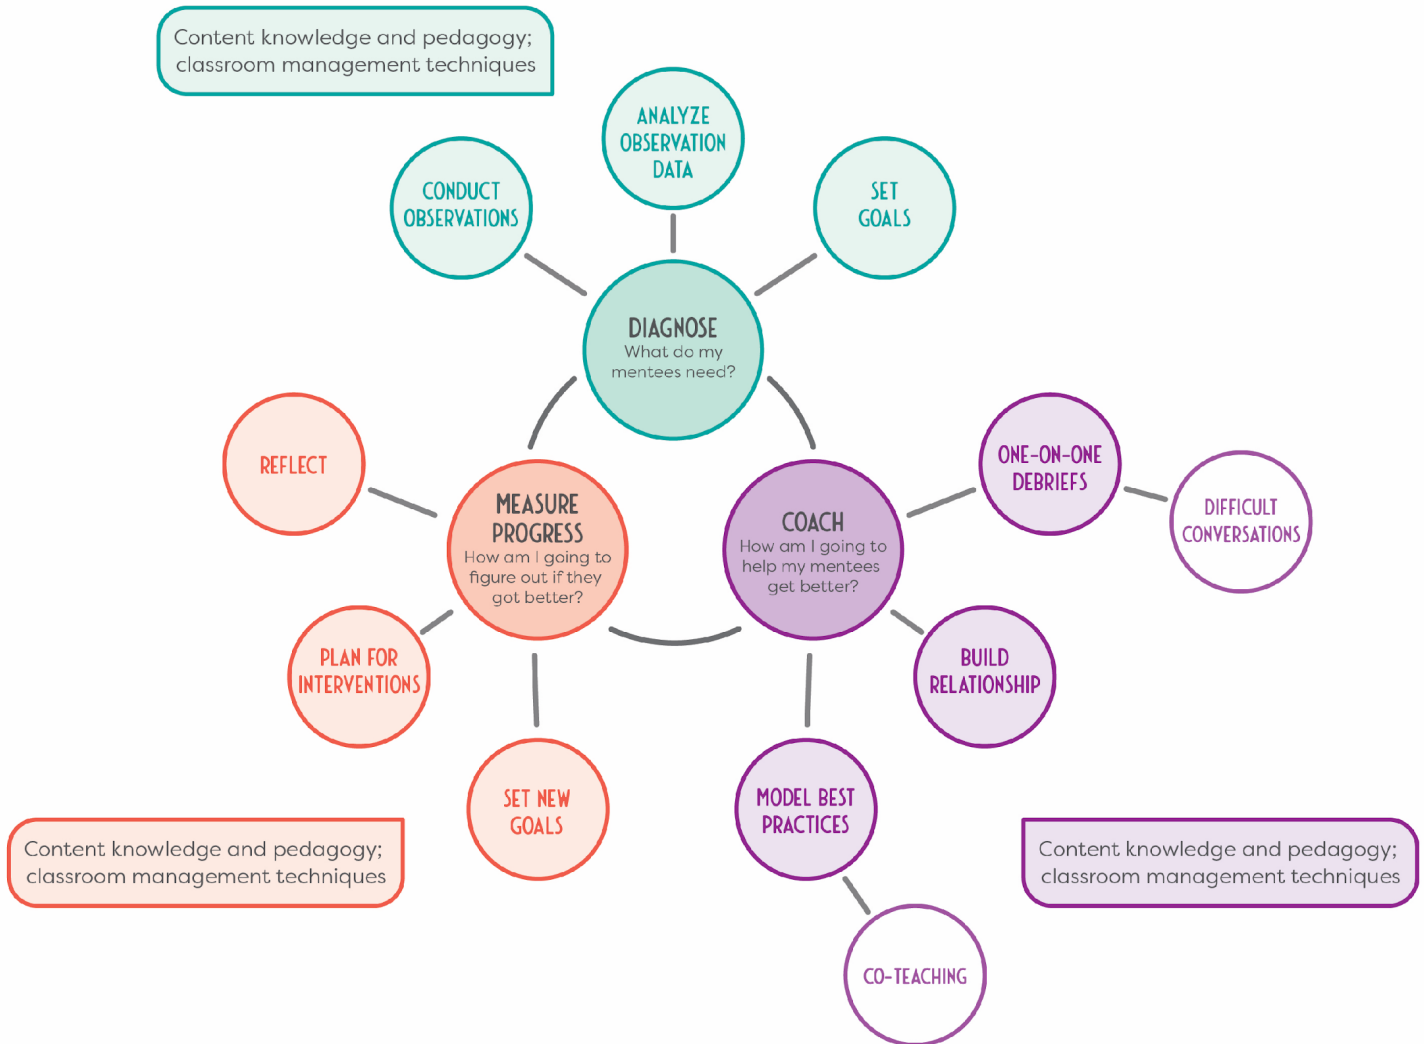 Content knowledge and pedagogy;
classroom management techniques
ANALYZE
OBSERVATION
DATA
CONDUCT
OBSERVATIONS
SET
GOALS
DIAGNOSE
What do my
mentees need?
REFLECT
MEASURE
PROGRESS
How am I going to
figure out if they
got better?
COACH
How am I going to
help my mentees
get better?
ONE-ON-ONE
DEBRIEFS
DIFFICULT
CONVERSATIONS
PLAN FOR
INTERVENTIONS
BUILD
RELATIONSHIP
SET NEW
GOALS
MODEL BEST
PRACTICES
Content knowledge and pedagogy;
classroom management techniques
Content knowledge and pedagogy;
classroom management techniques
CO-TEACHING